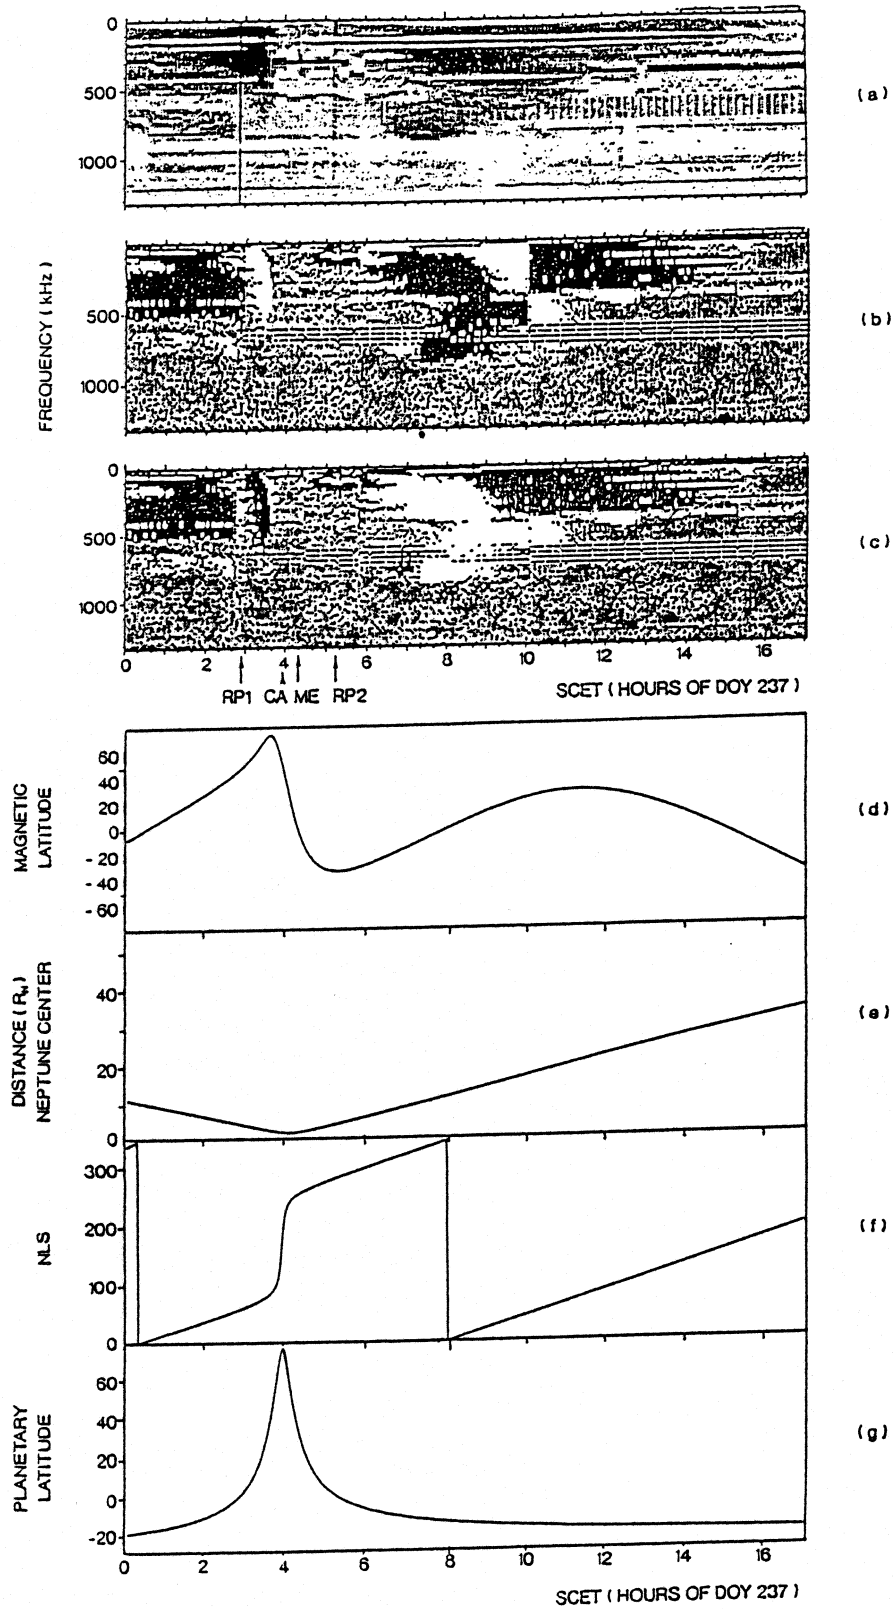 0
500
1000
(a)
FREQUENCY (kHz)
500
1000
(b)
0
500
1000
(c)
0 2 4 6 8 10 12 14 16
RP1 CA ME RP2
SCET (HOURS OF DOY 237)
MAGNETIC LATITUDE
60
40
20
0
-20
-40
-60
(d)
DISTANCE (R_N) NEPTUNE CENTER
40
20
0
(e)
NLS
300
200
100
0
(f)
PLANETARY LATITUDE
60
40
20
0
-20
(g)
0 2 4 6 8 10 12 14 16
SCET (HOURS OF DOY 237)